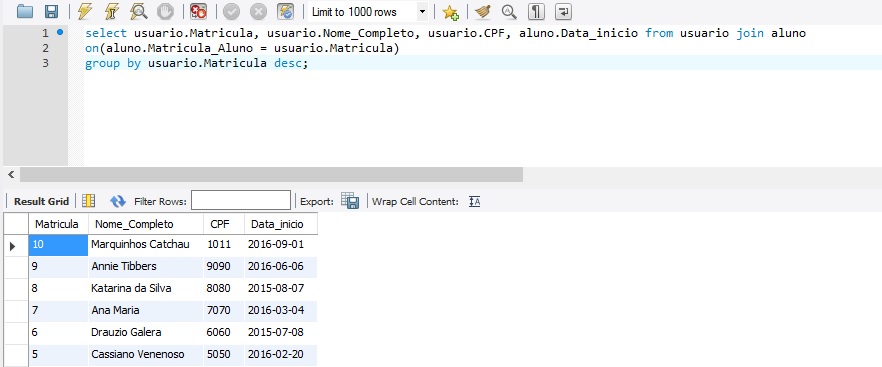 Limit to 1000 rows
1 select usuario.Matricula, usuario.Nome_Completo, usuario.CPF, aluno.Data_inicio from usuario join aluno
2 on(aluno.Matricula_Aluno = usuario.Matricula)
3 group by usuario.Matricula desc;
Result Grid Filter Rows: Export: Wrap Cell Content:
Matricula Nome_Completo CPF Data_inicio
10 Marquinhos Catchau 1011 2016-09-01
9 Annie Tibbers 9090 2016-06-06
8 Katarina da Silva 8080 2015-08-07
7 Ana Maria 7070 2016-03-04
6 Drauzio Galera 6060 2015-07-08
5 Cassiano Venenoso 5050 2016-02-20